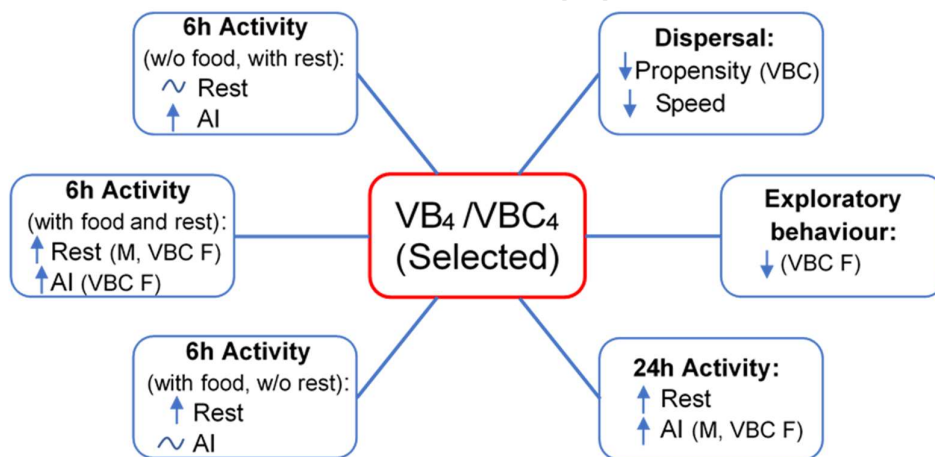 6h Activity
(w/o food, with rest):
~ Rest
↑ AI
Dispersal:
↓Propensity (VBC)
↓ Speed
6h Activity
(with food and rest):
↑ Rest (M, VBC F)
↑AI (VBC F)
VB₄ /VBC₄
(Selected)
Exploratory
behaviour:
↓ (VBC F)
6h Activity
(with food, w/o rest):
↑ Rest
~ AI
24h Activity:
↑ Rest
↑ AI (M, VBC F)